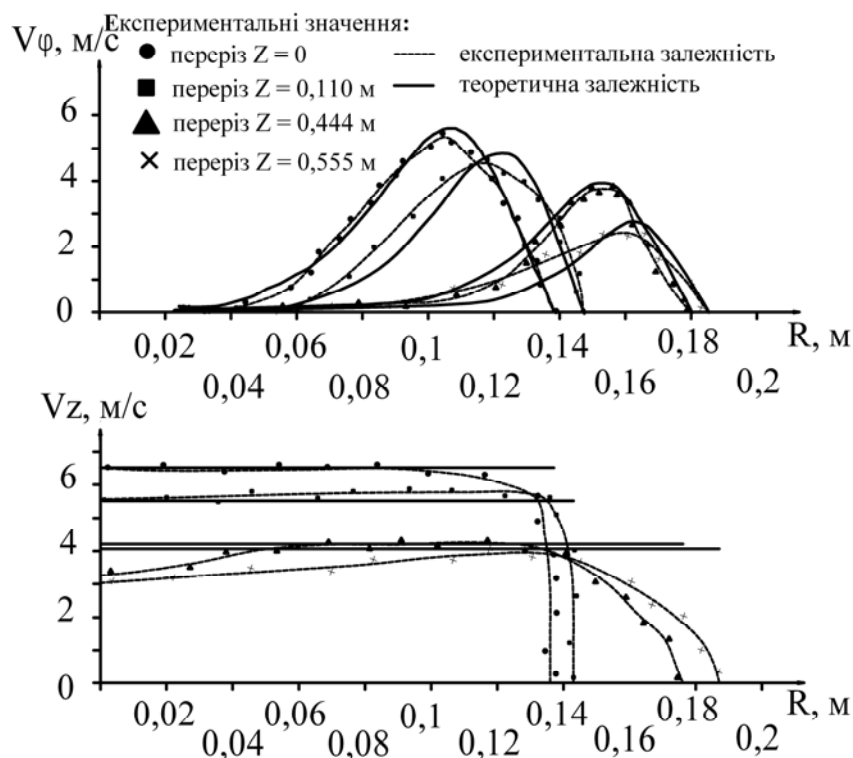 Експериментальні значення:
Vφ, м/с
переріз Z = 0
експериментальна залежність
переріз Z = 0,110 м
теоретична залежність
переріз Z = 0,444 м
переріз Z = 0,555 м
6
4
2
0
0,02 0,06 0,1 0,14 0,18 R, м
0,04 0,08 0,12 0,16 0,2
Vz, м/с
6
4
2
0
0,02 0,06 0,1 0,14 0,18 R, м
0,04 0,08 0,12 0,16 0,2